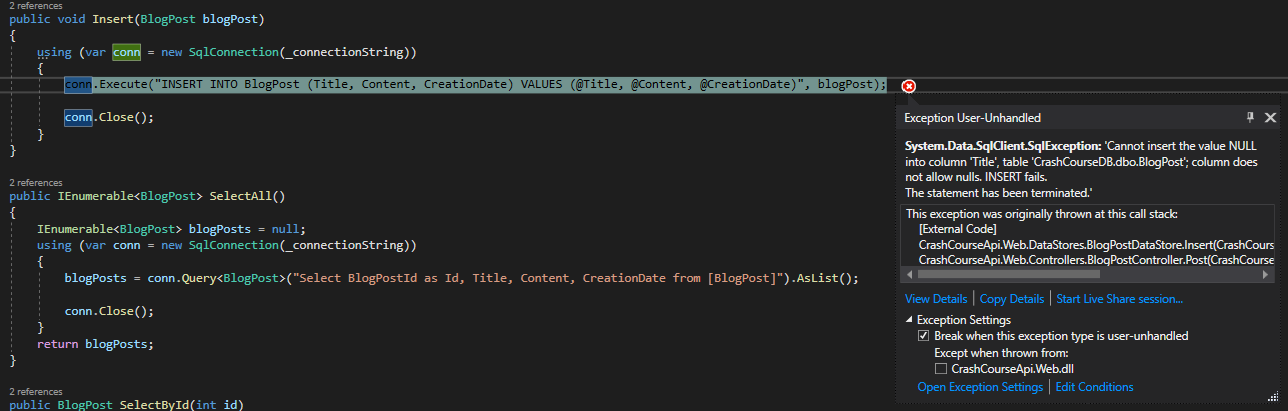 2 references
public void Insert(BlogPost blogPost)
{
using (var conn = new SqlConnection(_connectionString))
{
conn.Execute("INSERT INTO BlogPost (Title, Content, CreationDate) VALUES (@Title, @Content, @CreationDate)", blogPost);
conn.Close();
}
}
2 references
public IEnumerable<BlogPost> SelectAll()
{
IEnumerable<BlogPost> blogPosts = null;
using (var conn = new SqlConnection(_connectionString))
{
blogPosts = conn.Query<BlogPost>("Select BlogPostId as Id, Title, Content, CreationDate from [BlogPost]").AsList();
conn.Close();
}
return blogPosts;
}
2 references
public BlogPost SelectById(int id)
Exception User-Unhandled
System.Data.SqlClient.SqlException: 'Cannot insert the value NULL
into column 'Title', table 'CrashCourseDB.dbo.BlogPost'; column does
not allow nulls. INSERT fails.
The statement has been terminated.'
This exception was originally thrown at this call stack:
[External Code]
CrashCourseApi.Web.DataStores.BlogPostDataStore.Insert(CrashCours
CrashCourseApi.Web.Controllers.BlogPostController.Post(CrashCourse
View Details | Copy Details | Start Live Share session...
Exception Settings
Break when this exception type is user-unhandled
Except when thrown from:
CrashCourseApi.Web.dll
Open Exception Settings | Edit Conditions